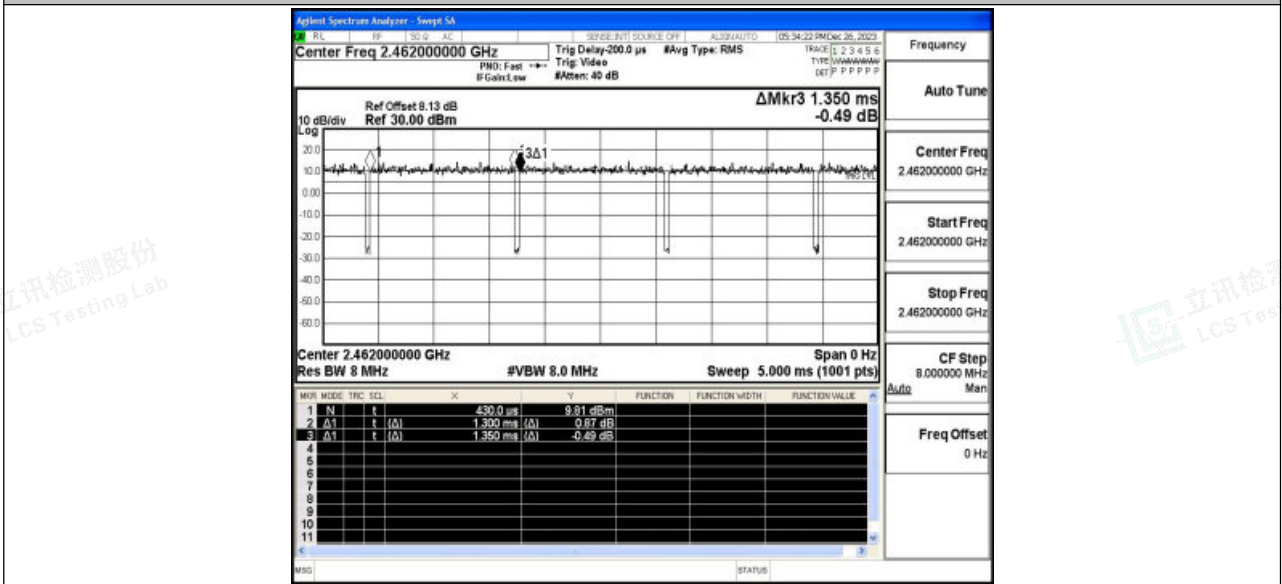 Agilent Spectrum Analyzer - Swept SA
RL RF 50 Ω AC SENSE:INT SOURCE OFF ALIGNAUTO 05:34:22 PM Dec 26, 2023
Center Freq 2.462000000 GHz
PNO: Fast
IFGain:Low
Trig Delay-200.0 µs
Trig: Video
#Atten: 40 dB
#Avg Type: RMS
TRACE 1 2 3 4 5 6
TYPE
DET P P P P P P
Ref Offset 8.13 dB
10 dB/div Ref 30.00 dBm
Log
ΔMkr3 1.350 ms
-0.49 dB
20.0
10.0
0.00
-10.0
-20.0
-30.0
-40.0
-50.0
-60.0
1
3Δ1
TRIG LVL
Center 2.462000000 GHz Span 0 Hz
Res BW 8 MHz #VBW 8.0 MHz Sweep 5.000 ms (1001 pts)
MKR MODE TRC SCL X Y FUNCTION FUNCTION WIDTH FUNCTION VALUE
1 N t 430.0 µs 9.81 dBm
2 Δ1 t (Δ) 1.300 ms (Δ) 0.87 dB
3 Δ1 t (Δ) 1.350 ms (Δ) -0.49 dB
4
5
6
7
8
9
10
11
MSG STATUS
Frequency
Auto Tune
Center Freq
2.462000000 GHz
Start Freq
2.462000000 GHz
Stop Freq
2.462000000 GHz
CF Step
8.000000 MHz
Auto Man
Freq Offset
0 Hz
立讯检测股份
LCS Testing Lab
立讯检测
LCS Tes